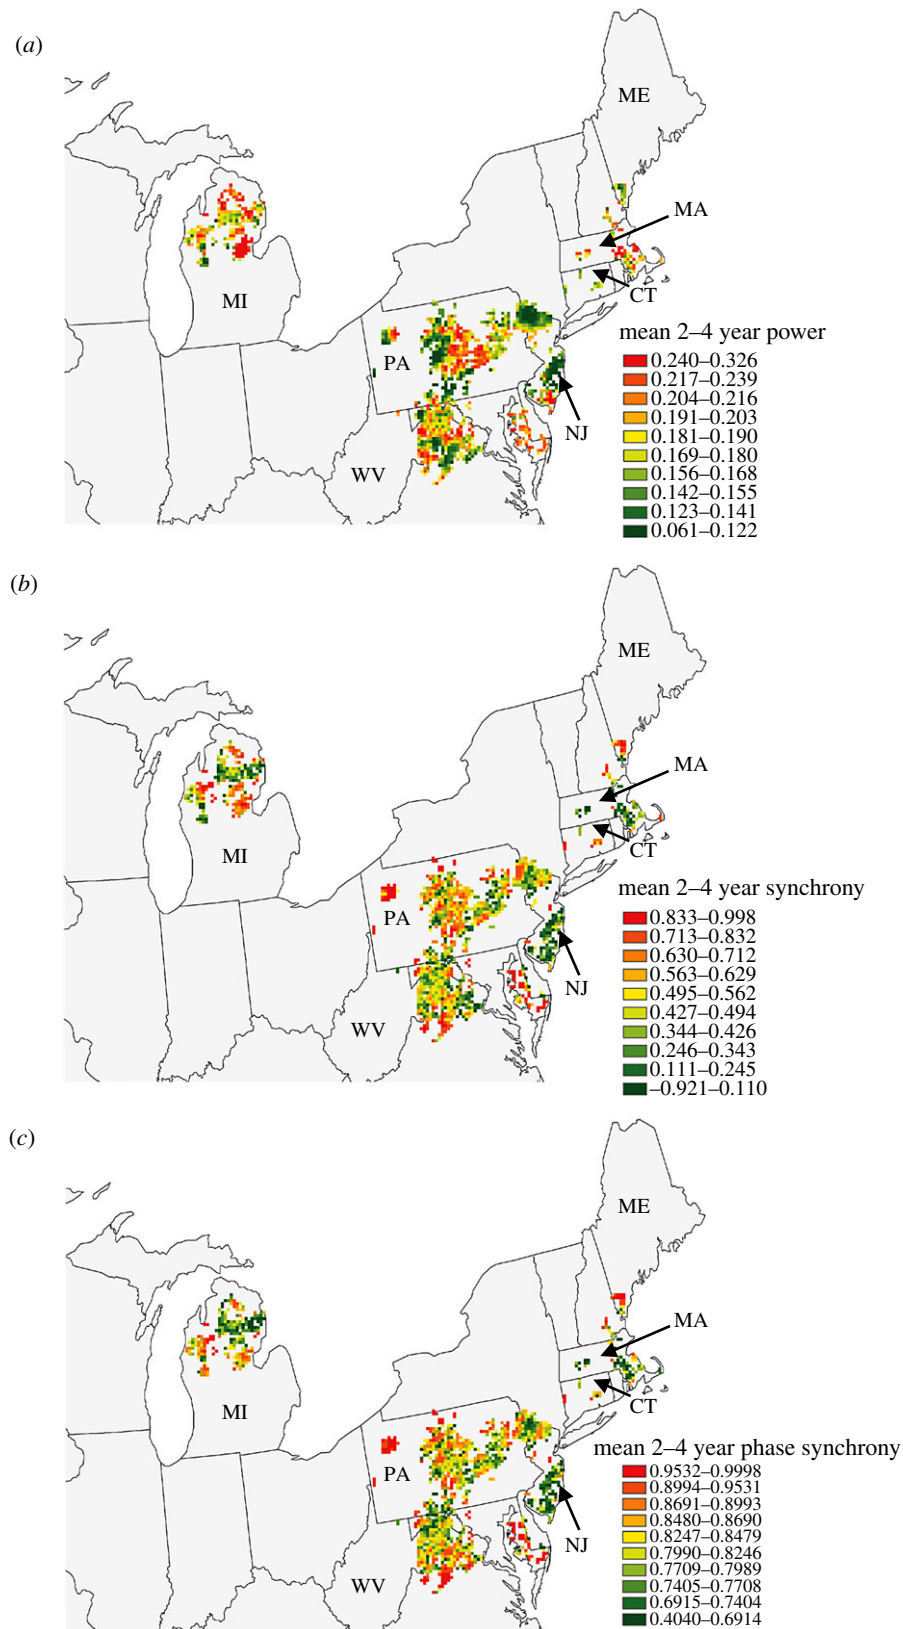 (a)
ME
MA
CT
MI
PA
NJ
WV
mean 2–4 year power
0.240–0.326
0.217–0.239
0.204–0.216
0.191–0.203
0.181–0.190
0.169–0.180
0.156–0.168
0.142–0.155
0.123–0.141
0.061–0.122
(b)
ME
MA
CT
MI
PA
NJ
WV
mean 2–4 year synchrony
0.833–0.998
0.713–0.832
0.630–0.712
0.563–0.629
0.495–0.562
0.427–0.494
0.344–0.426
0.246–0.343
0.111–0.245
–0.921–0.110
(c)
ME
MA
CT
MI
PA
NJ
WV
mean 2–4 year phase synchrony
0.9532–0.9998
0.8994–0.9531
0.8691–0.8993
0.8480–0.8690
0.8247–0.8479
0.7990–0.8246
0.7709–0.7989
0.7405–0.7708
0.6915–0.7404
0.4040–0.6914